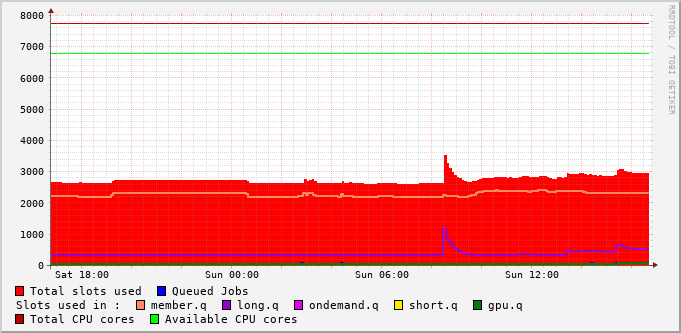 RRDTOOL / TOBI OETIKER
8000
7000
6000
5000
4000
3000
2000
1000
0
Sat 18:00 Sun 00:00 Sun 06:00 Sun 12:00
Total slots used Queued Jobs
Slots used in : member.q long.q ondemand.q short.q gpu.q
Total CPU cores Available CPU cores